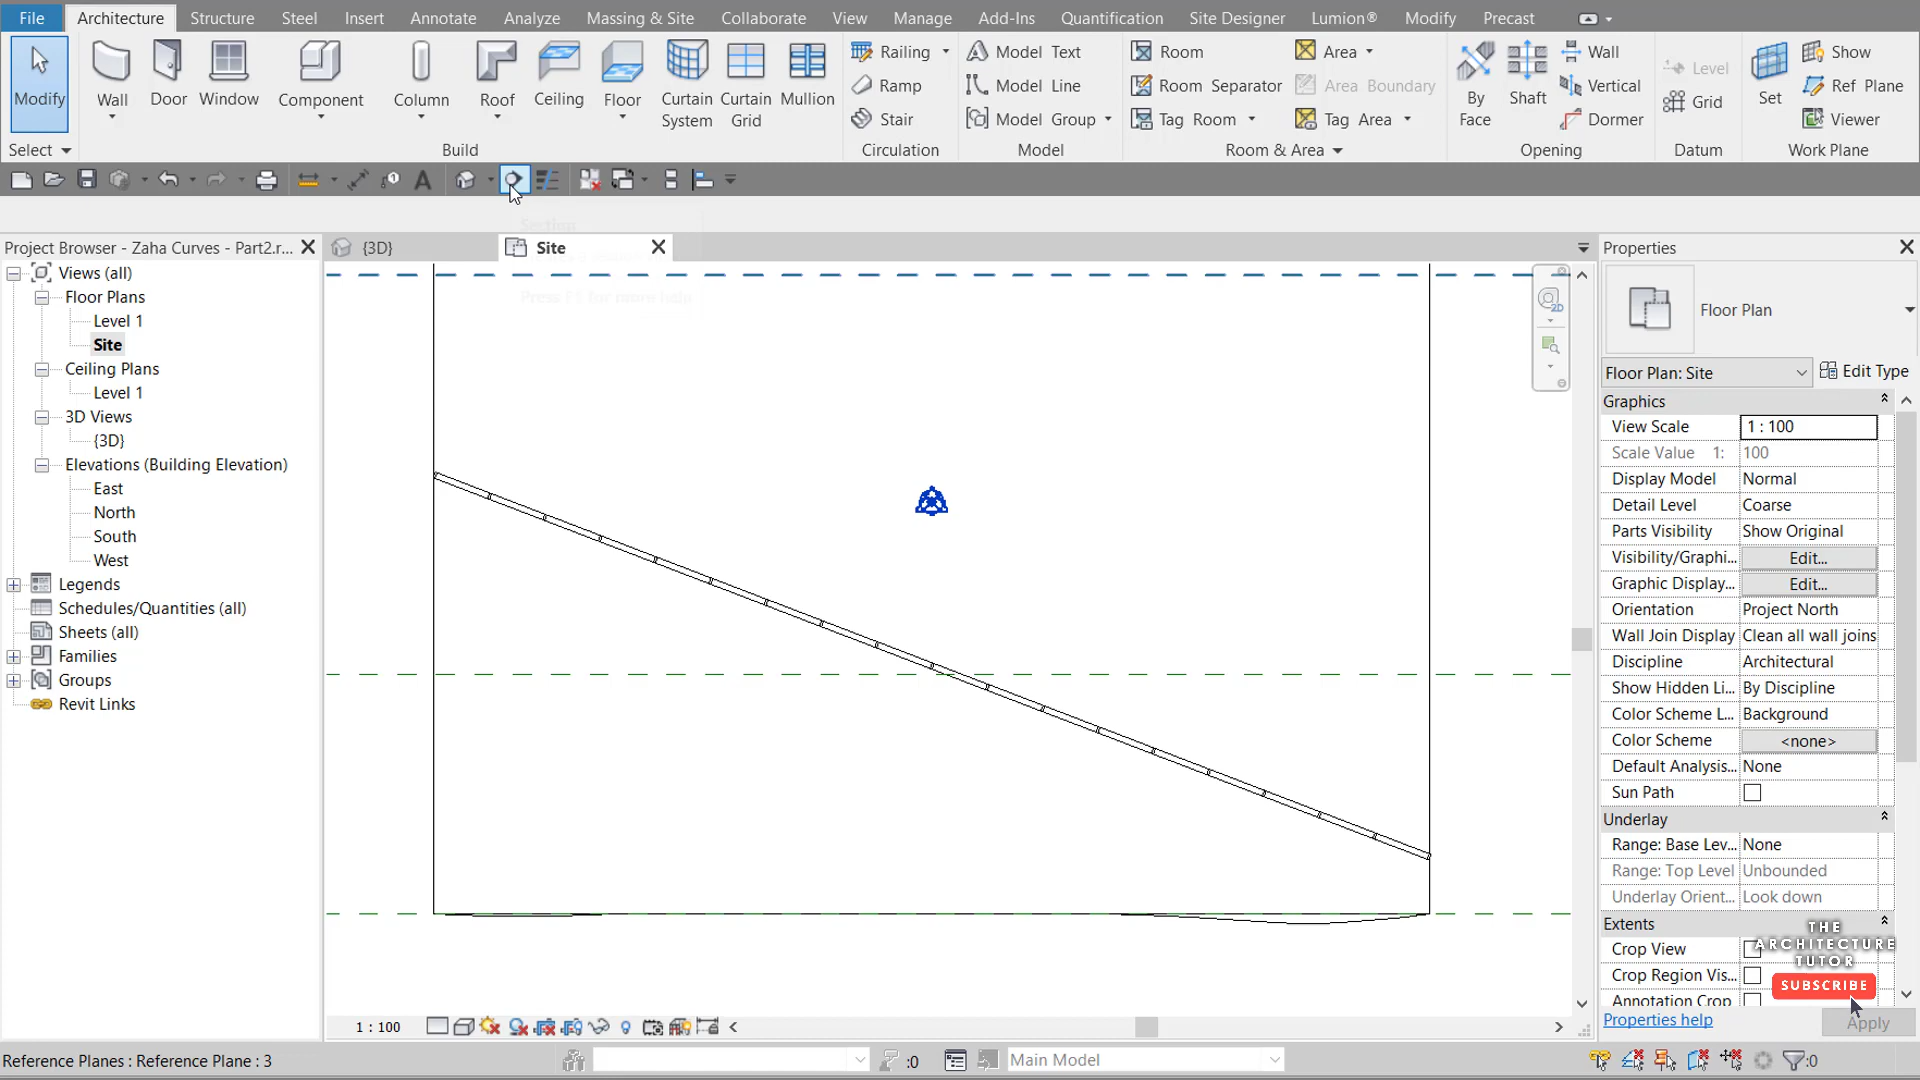 File Architecture Structure Steel Insert Annotate Analyze Massing & Site Collaborate View Manage Add-Ins Quantification Site Designer Lumion® Modify Precast
Modify
Wall Door Window Component Column Roof Ceiling Floor Curtain System Curtain Grid Mullion
Railing
Ramp
Stair
Model Text
Model Line
Model Group
Room
Room Separator
Tag Room
Area
Area Boundary
Tag Area
By Face
Shaft
Wall
Vertical
Dormer
Level
Grid
Set
Show
Ref Plane
Viewer
Select Build Circulation Model Room & Area Opening Datum Work Plane
Project Browser - Zaha Curves - Part2.r...
{3D}
Site
Section
Press F1 for more help
Views (all)
Floor Plans
Level 1
Site
Ceiling Plans
Level 1
3D Views
{3D}
Elevations (Building Elevation)
East
North
South
West
Legends
Schedules/Quantities (all)
Sheets (all)
Families
Groups
Revit Links
2D
Properties
Floor Plan
Floor Plan: Site Edit Type
Graphics
View Scale 1 : 100
Scale Value 1: 100
Display Model Normal
Detail Level Coarse
Parts Visibility Show Original
Visibility/Graphi... Edit...
Graphic Display... Edit...
Orientation Project North
Wall Join Display Clean all wall joins
Discipline Architectural
Show Hidden Li... By Discipline
Color Scheme L... Background
Color Scheme <none>
Default Analysis... None
Sun Path
Underlay
Range: Base Lev... None
Range: Top Level Unbounded
Underlay Orient... Look down
Extents
Crop View
Crop Region Vis...
Annotation Crop
THE
ARCHITECTURE
TUTOR
SUBSCRIBE
Properties help Apply
1 : 100
Reference Planes : Reference Plane : 3
:0
Main Model
:0